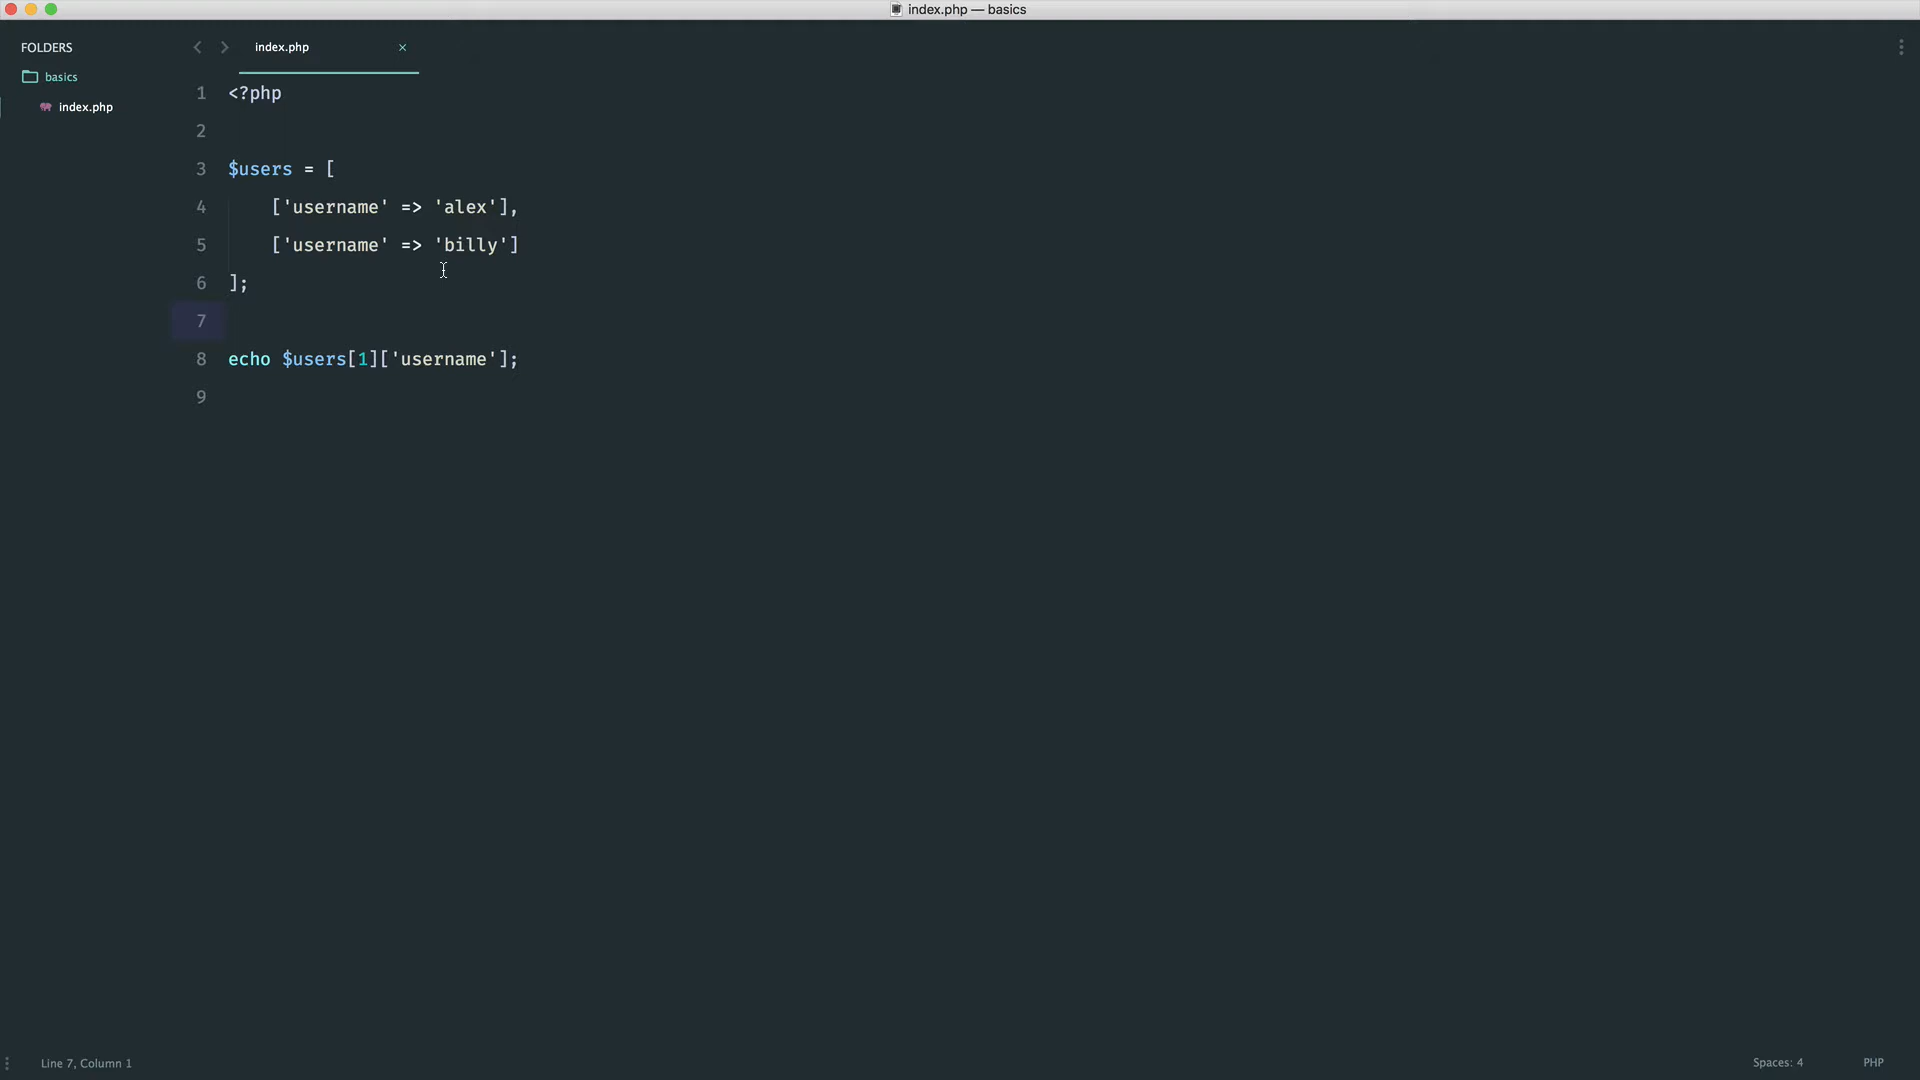 index.php — basics
FOLDERS
basics
index.php
index.php ×
1 <?php
2
3 $users = [
4     ['username' => 'alex'],
5     ['username' => 'billy']
6 ];
7
8 echo $users[1]['username'];
9
Line 7, Column 1
Spaces: 4
PHP